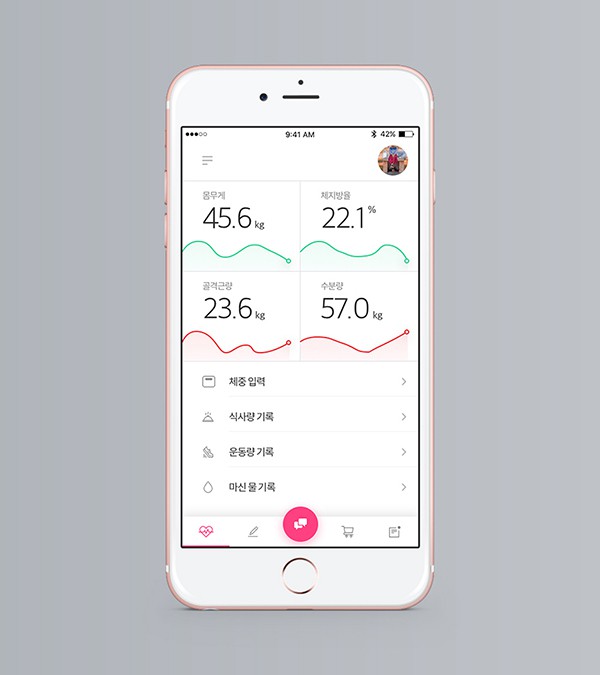 9:41 AM
42%
몸무게
45.6 kg
체지방율
22.1 %
골격근량
23.6 kg
수분량
57.0 kg
체중 입력
식사량 기록
운동량 기록
마신 물 기록